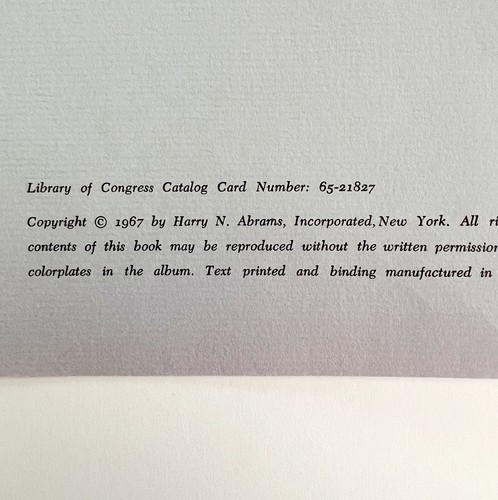 Library of Congress Catalog Card Number: 65-21827
Copyright © 1967 by Harry N. Abrams, Incorporated, New York. All ri
contents of this book may be reproduced without the written permission
colorplates in the album. Text printed and binding manufactured in